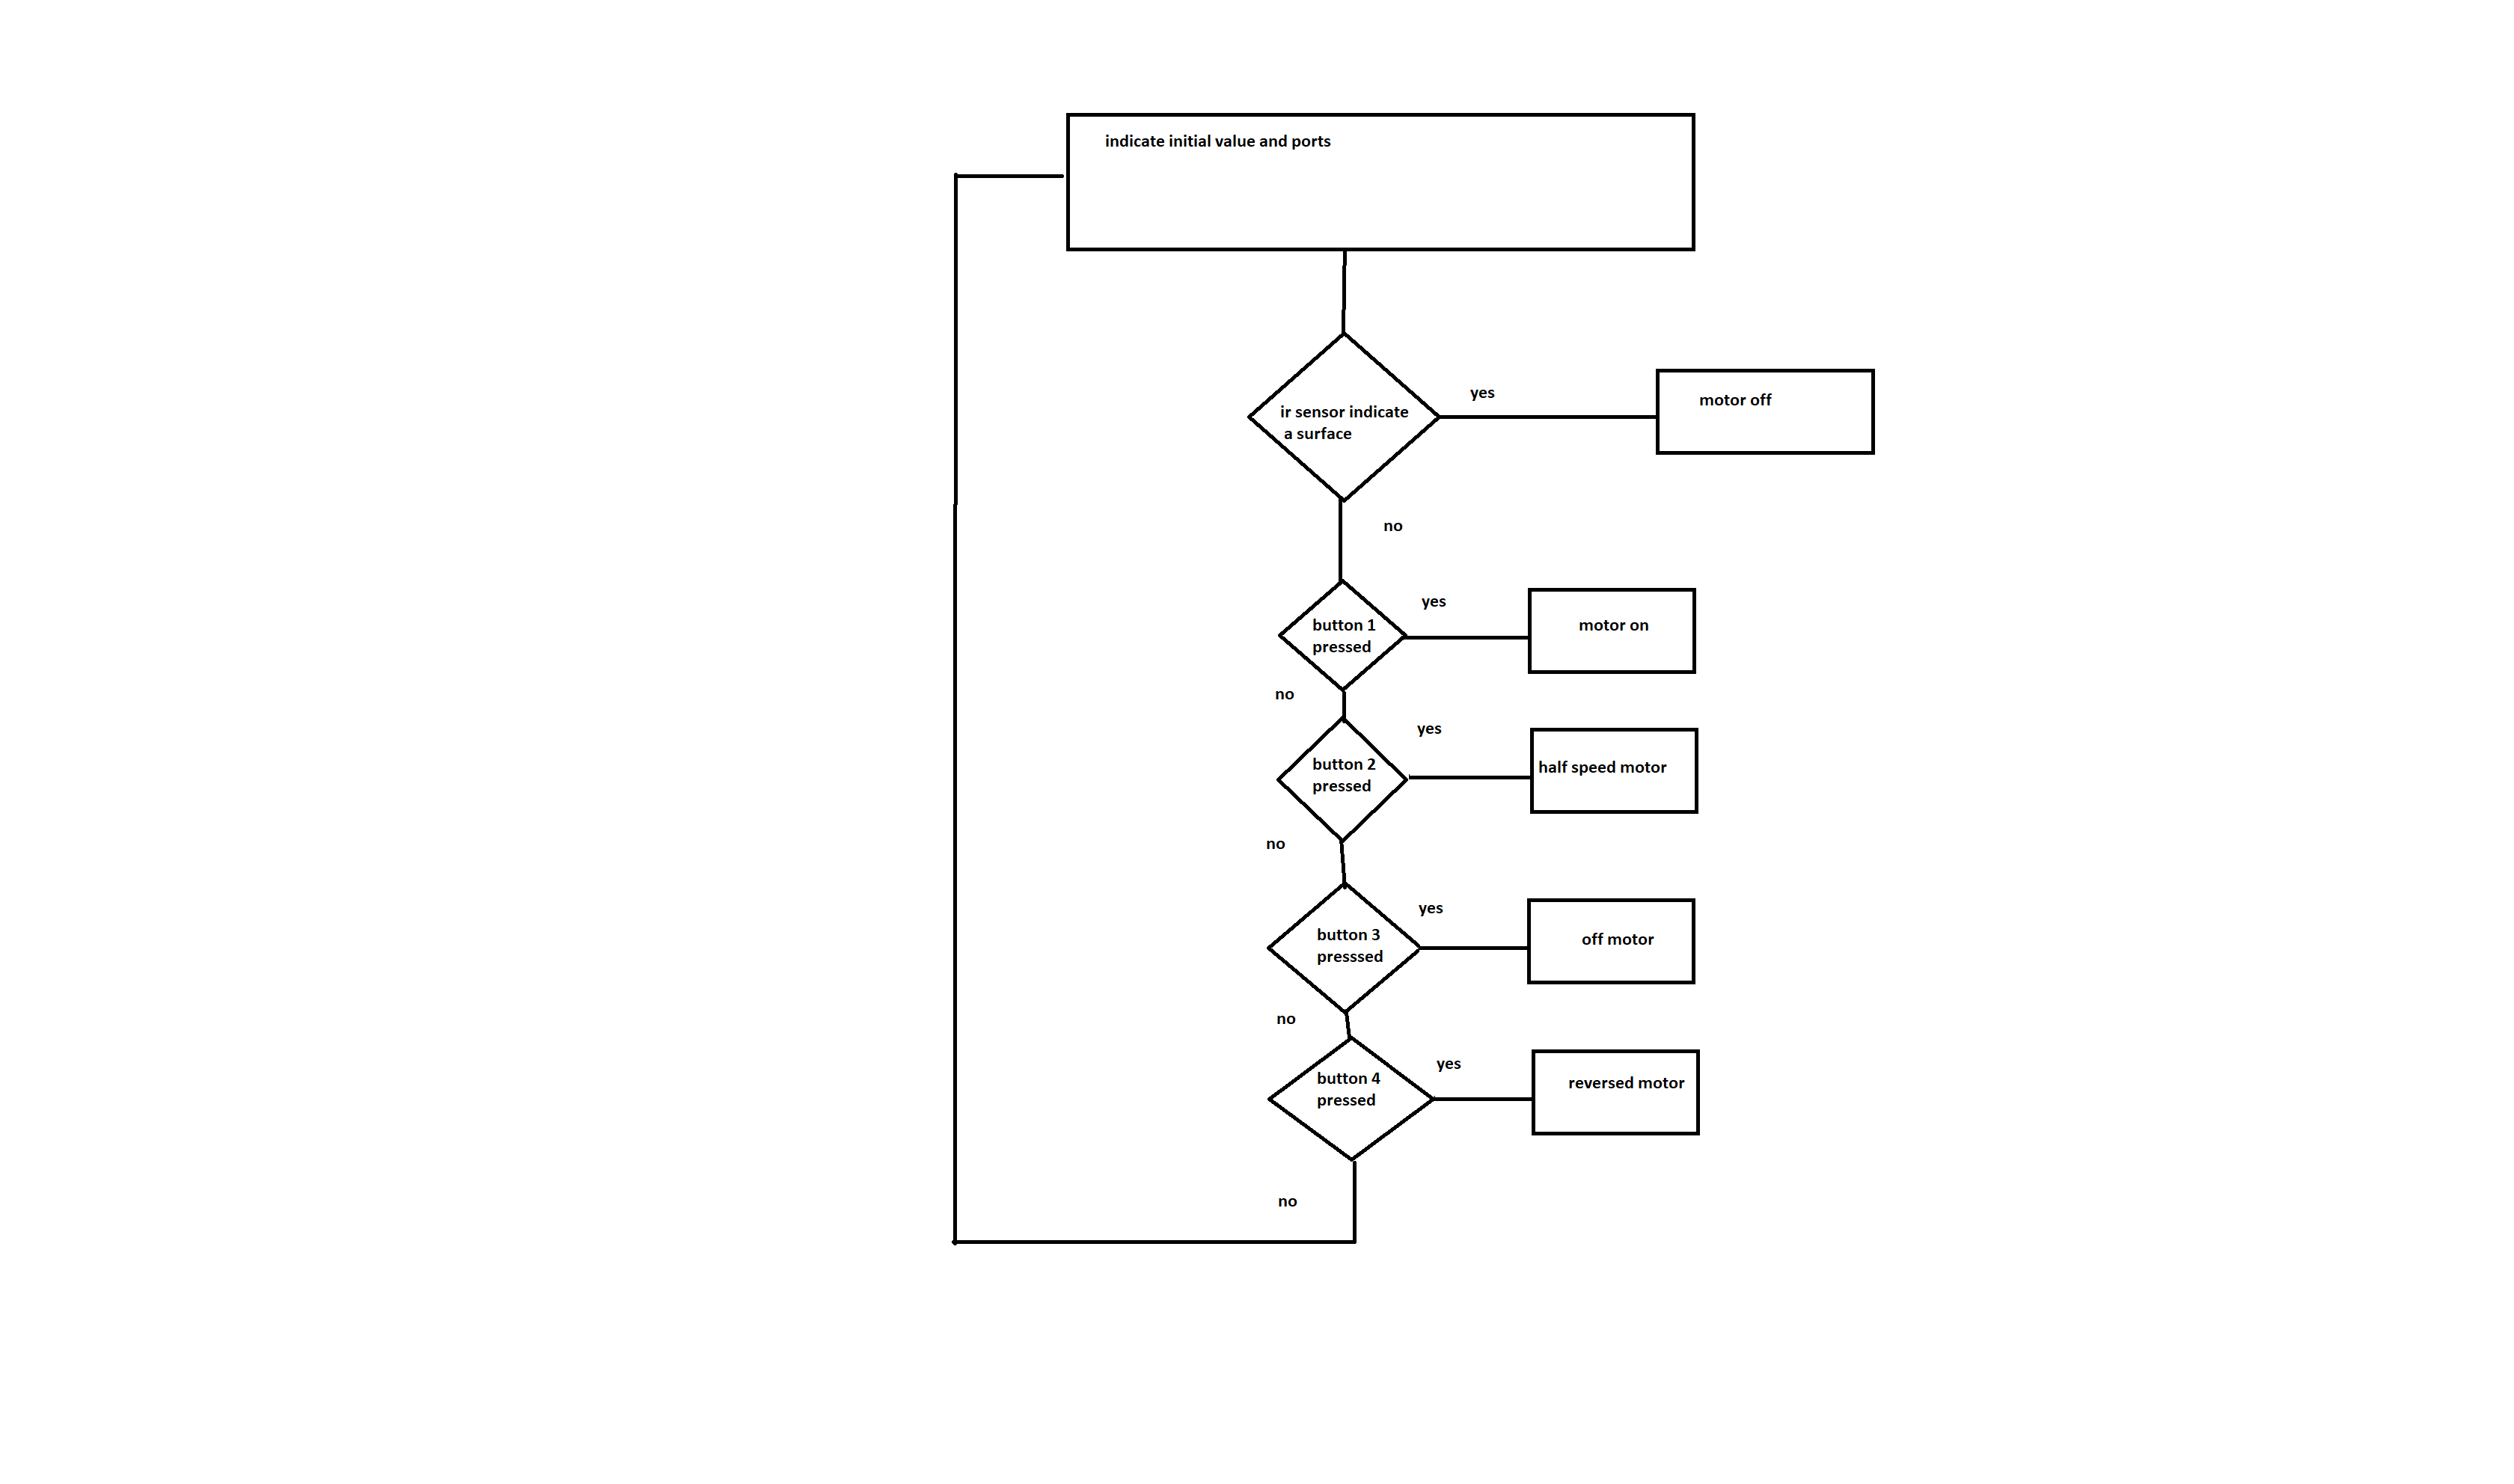 indicate initial value and ports
yes
motor off
ir sensor indicate
a surface
no
yes
button 1
pressed
motor on
no
yes
button 2
pressed
half speed motor
no
yes
button 3
presssed
off motor
no
yes
button 4
pressed
reversed motor
no